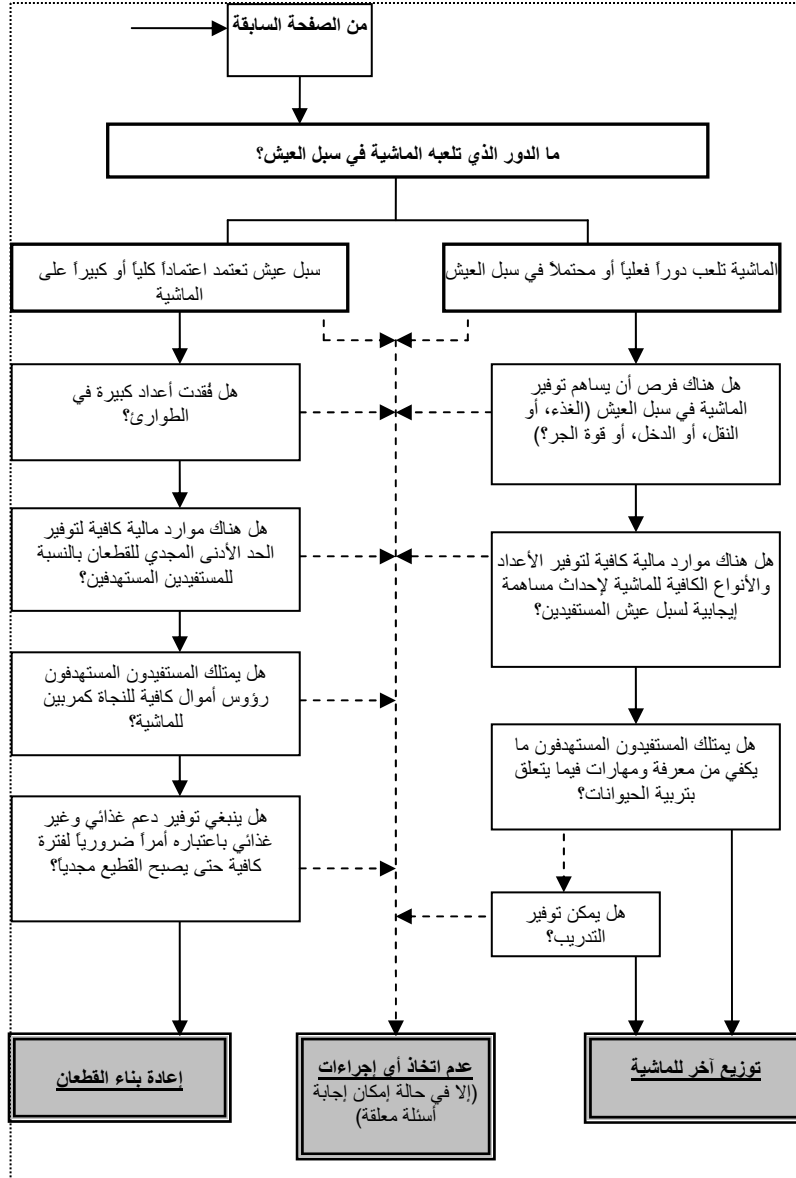 من الصفحة السابقة
ما الدور الذي تلعبه الماشية في سبل العيش؟
الماشية تلعب دوراً فعلياً أو محتملاً في سبل العيش
سبل عيش تعتمد اعتماداً كلياً أو كبيراً على
الماشية
هل هناك فرص أن يساهم توفير
الماشية في سبل العيش (الغذاء، أو
النقل، أو الدخل، أو قوة الجر؟)
هل فُقدت أعداد كبيرة في
الطوارئ؟
هل هناك موارد مالية كافية لتوفير الأعداد
والأنواع الكافية للماشية لإحداث مساهمة
إيجابية لسبل عيش المستفيدين؟
هل هناك موارد مالية كافية لتوفير
الحد الأدنى المجدي للقطعان بالنسبة
للمستفيدين المستهدفين؟
هل يمتلك المستفيدون المستهدفون ما
يكفي من معرفة ومهارات فيما يتعلق
بتربية الحيوانات؟
هل يمتلك المستفيدون المستهدفون
رؤوس أموال كافية للنجاة كمربين
للماشية؟
هل يمكن توفير
التدريب؟
هل ينبغي توفير دعم غذائي وغير
غذائي باعتباره أمراً ضرورياً لفترة
كافية حتى يصبح القطيع مجدياً؟
توزيع آخر للماشية
عدم اتخاذ أي إجراءات
(إلا في حالة إمكان إجابة
أسئلة معلقة)
إعادة بناء القطعان